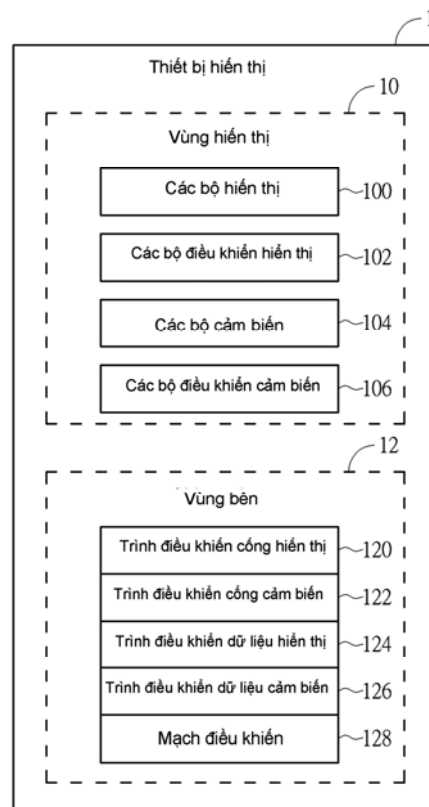 1
Thiết bị hiển thị
10
Vùng hiển thị
Các bộ hiển thị
100
Các bộ điều khiển hiển thị
102
Các bộ cảm biến
104
Các bộ điều khiển cảm biến
106
12
Vùng bên
Trình điều khiển cổng hiển thị
120
Trình điều khiển cổng cảm biến
122
Trình điều khiển dữ liệu hiển thị
124
Trình điều khiển dữ liệu cảm biến
126
Mạch điều khiển
128